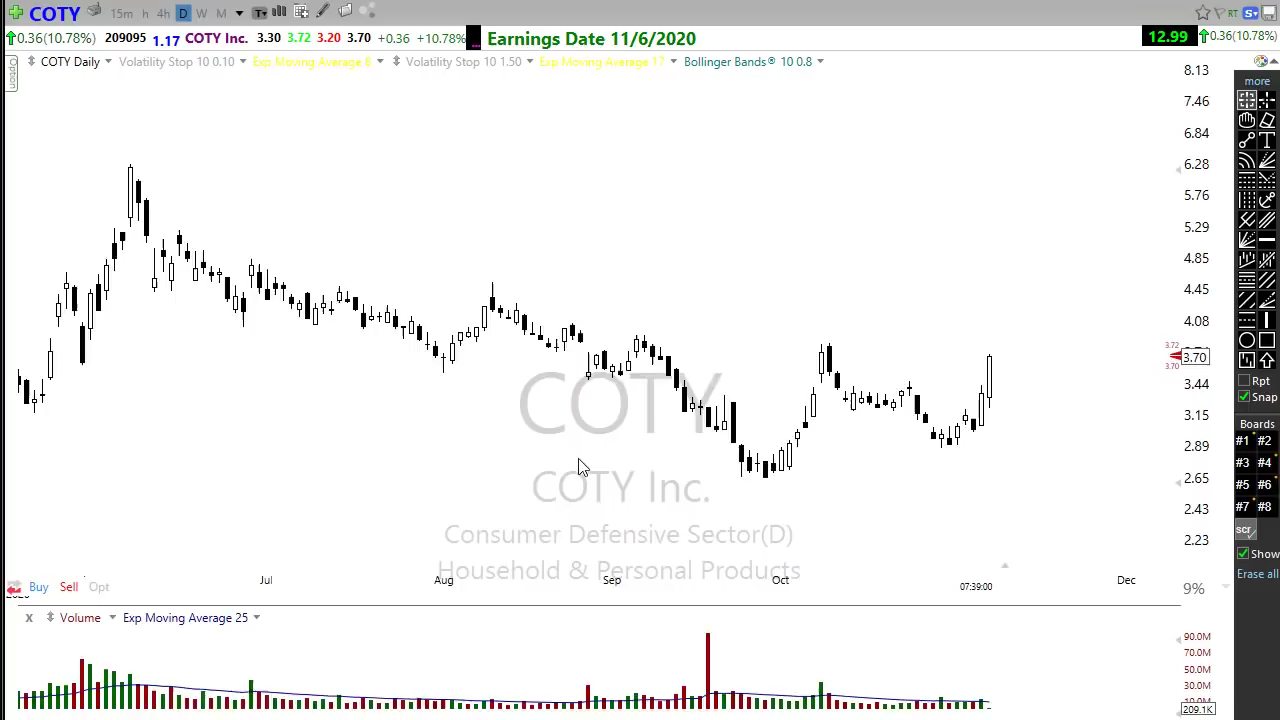 COTY 15m h 4h D W M T RT S
0.36(10.78%) 209095 1.17 COTY Inc. 3.30 3.72 3.20 3.70 +0.36 +10.78% Earnings Date 11/6/2020 12.99 0.36(10.78%)
Option
COTY Daily Volatility Stop 10 0.10 Exp Moving Average 8 Volatility Stop 10 1.50 Exp Moving Average 17 Bollinger Bands® 10 0.8
8.13
more
7.46
6.84
6.28
5.76
5.29
4.85
4.45
4.08
3.72
3.70
3.70
3.44
Rpt
Snap
3.15
COTY
2.89
COTY Inc.
2.65
Consumer Defensive Sector(D)
2.43
Household & Personal Products
2.23
Boards
#1 #2
#3 #4
#5 #6
#7 #8
scr
Show
Erase all
Jul Aug Sep Oct 07:39:00 Dec
Buy Sell Opt 9%
x Volume Exp Moving Average 25
90.0M
70.0M
50.0M
30.0M
209.1K